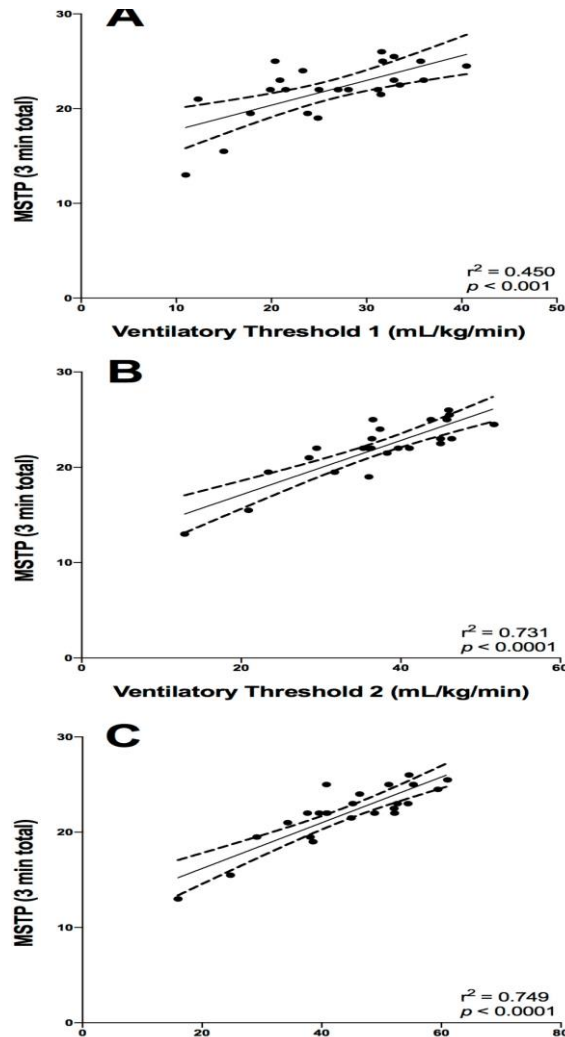 A
MSTP (3 min total)
30
20
10
0
0 10 20 30 40 50
r² = 0.450
p < 0.001
Ventilatory Threshold 1 (mL/kg/min)
B
MSTP (3 min total)
30
20
10
0
0 20 40 60
r² = 0.731
p < 0.0001
Ventilatory Threshold 2 (mL/kg/min)
C
MSTP (3 min total)
30
20
10
0
0 20 40 60 80
r² = 0.749
p < 0.0001